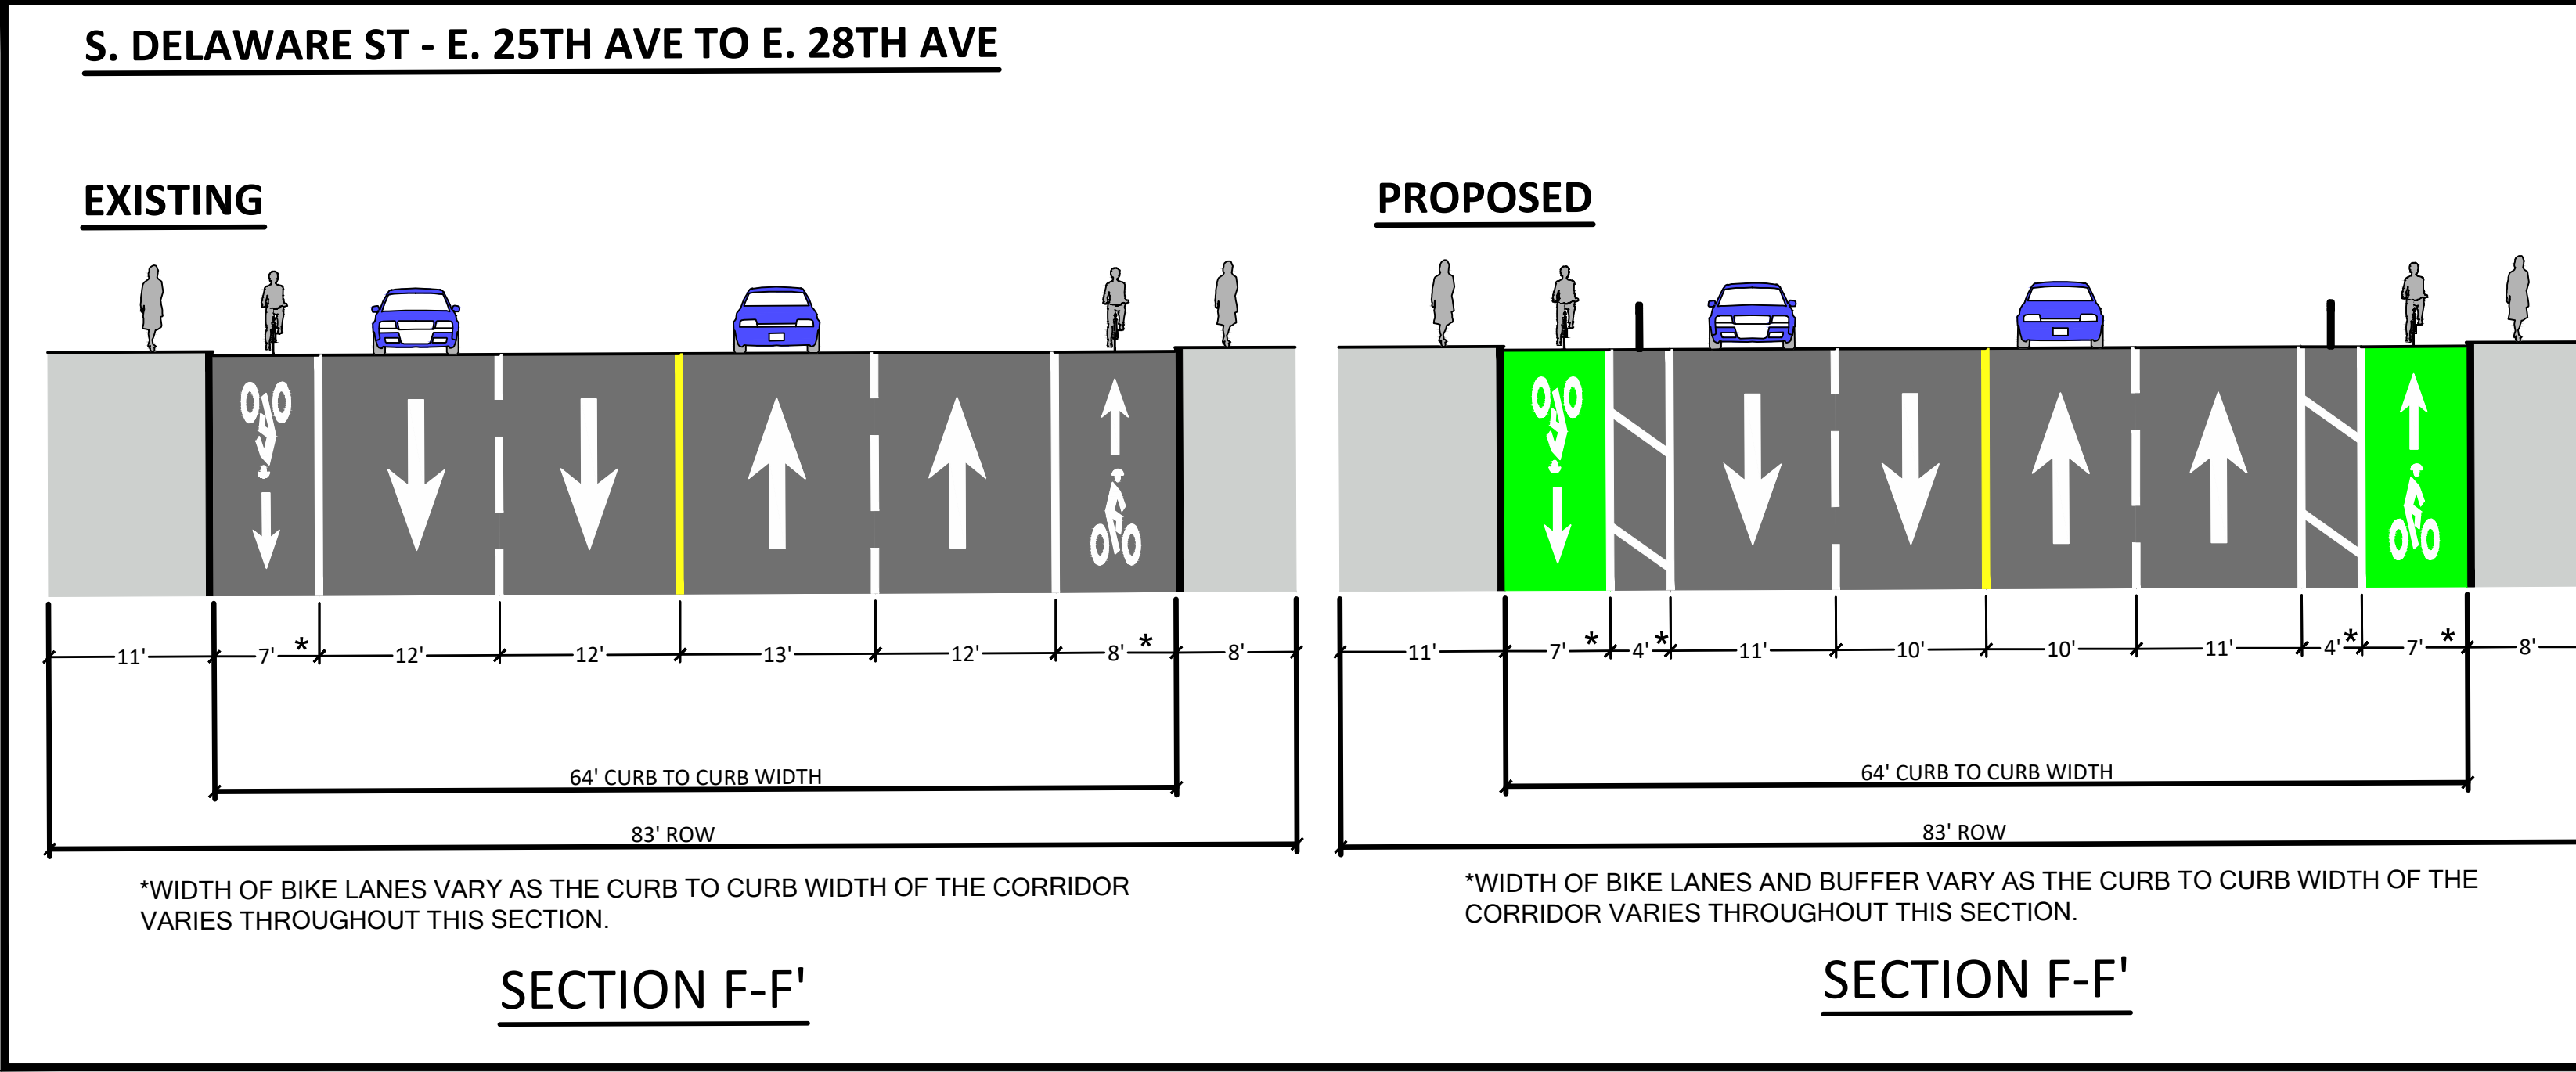 S. DELAWARE ST - E. 25TH AVE TO E. 28TH AVE
EXISTING
11' 7' * 12' 12' 13' 12' 8' * 8'
64' CURB TO CURB WIDTH
83' ROW
*WIDTH OF BIKE LANES VARY AS THE CURB TO CURB WIDTH OF THE CORRIDOR
VARIES THROUGHOUT THIS SECTION.
SECTION F-F'
PROPOSED
11' 7' * 4' * 11' 10' 10' 11' 4' * 7' * 8'
64' CURB TO CURB WIDTH
83' ROW
*WIDTH OF BIKE LANES AND BUFFER VARY AS THE CURB TO CURB WIDTH OF THE
CORRIDOR VARIES THROUGHOUT THIS SECTION.
SECTION F-F'